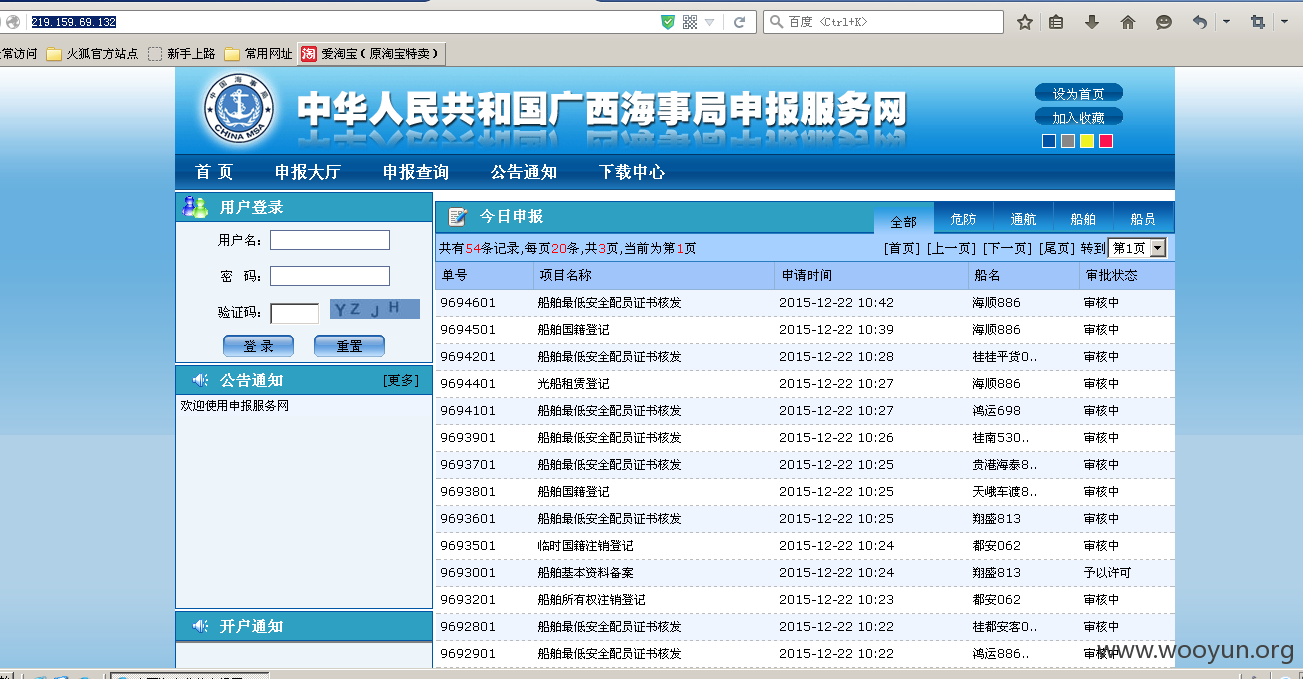 219.159.69.132
百度 <Ctrl+K>
常访问 火狐官方站点 新手上路 常用网址 淘 爱淘宝(原淘宝特卖)
中国海事局
CHINA MSA
中华人民共和国广西海事局申报服务网
设为首页
加入收藏
首 页 申报大厅 申报查询 公告通知 下载中心
用户登录
用户名:
密 码:
验证码: YZJH
登 录 重置
公告通知 [更多]
欢迎使用申报服务网
开户通知
今日申报 全部 危防 通航 船舶 船员
共有54条记录,每页20条,共3页,当前为第1页 [首页] [上一页] [下一页] [尾页] 转到 第1页
单号 项目名称 申请时间 船名 审批状态
9694601 船舶最低安全配员证书核发 2015-12-22 10:42 海顺886 审核中
9694501 船舶国籍登记 2015-12-22 10:39 海顺886 审核中
9694201 船舶最低安全配员证书核发 2015-12-22 10:28 桂桂平货0.. 审核中
9694401 光船租赁登记 2015-12-22 10:27 海顺886 审核中
9694101 船舶最低安全配员证书核发 2015-12-22 10:27 鸿运698 审核中
9693901 船舶最低安全配员证书核发 2015-12-22 10:26 桂南530.. 审核中
9693701 船舶最低安全配员证书核发 2015-12-22 10:25 贵港海泰8.. 审核中
9693801 船舶国籍登记 2015-12-22 10:25 天峨车渡8.. 审核中
9693601 船舶最低安全配员证书核发 2015-12-22 10:25 翔盛813 审核中
9693501 临时国籍注销登记 2015-12-22 10:24 都安062 审核中
9693001 船舶基本资料备案 2015-12-22 10:24 翔盛813 予以许可
9693201 船舶所有权注销登记 2015-12-22 10:23 都安062 审核中
9692801 船舶最低安全配员证书核发 2015-12-22 10:22 桂都安客0.. 审核中
9692901 船舶最低安全配员证书核发 2015-12-22 10:22 鸿运886.. 审核中
www.wooyun.org